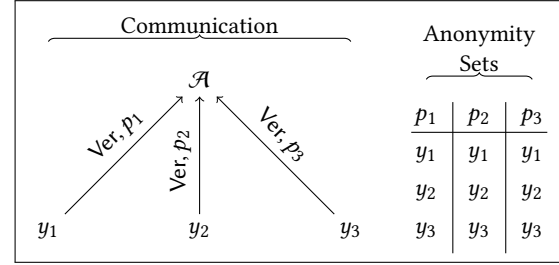 Communication
𝒜
Ver, p₁
Ver, p₂
Ver, p₃
y₁ y₂ y₃
Anonymity
Sets
p₁ p₂ p₃
y₁ y₁ y₁
y₂ y₂ y₂
y₃ y₃ y₃